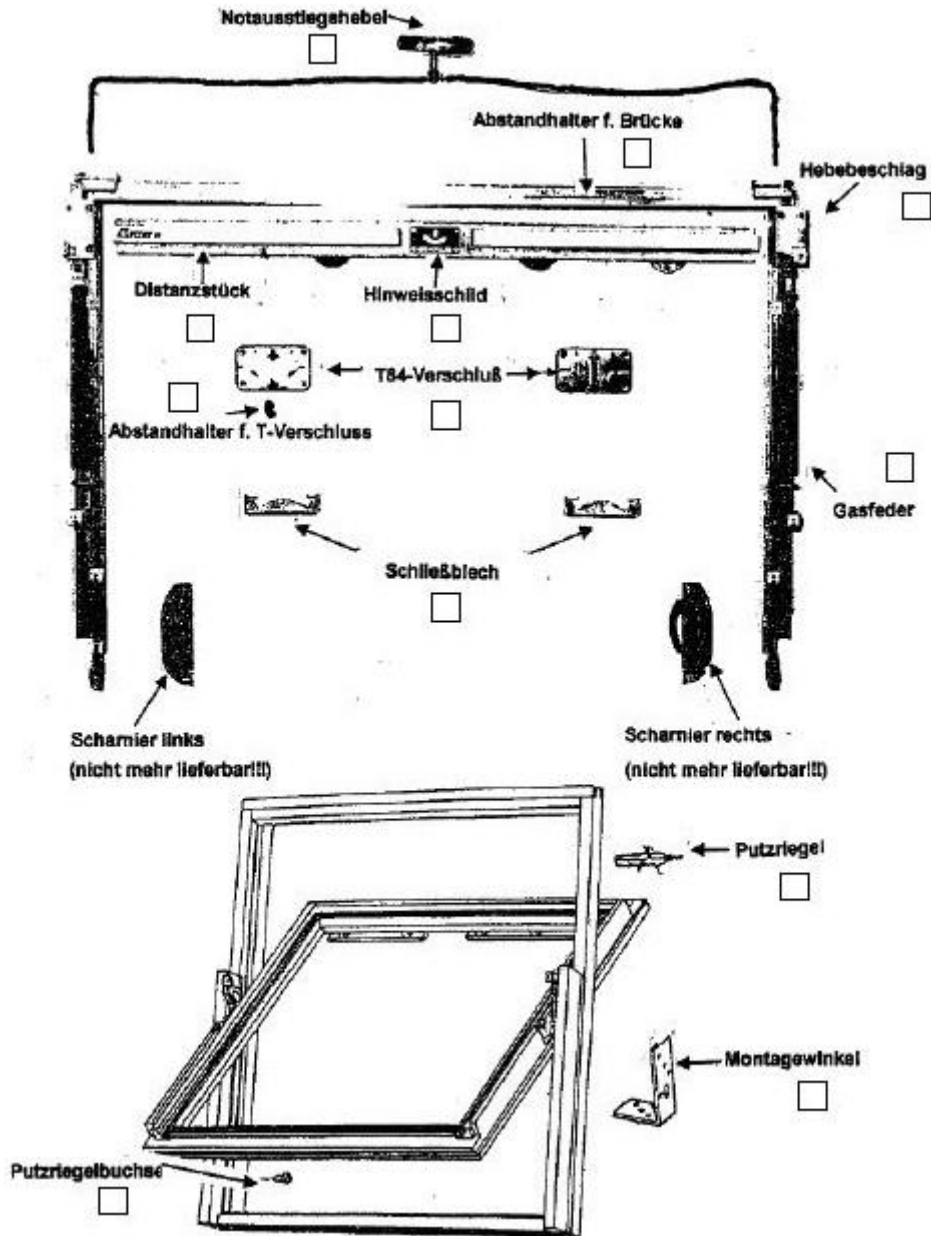 Notausstiegshebel
Abstandhalter f. Brücke
Hebebeschlag
Distanzstück
Hinweisschild
T84-Verschluß
Abstandhalter f. T-Verschluss
Gasfeder
Schließblech
Scharnier links
(nicht mehr lieferbar!!!)
Scharnier rechts
(nicht mehr lieferbar!!!)
Putzriegel
Montagewinkel
Putzriegelbuchse